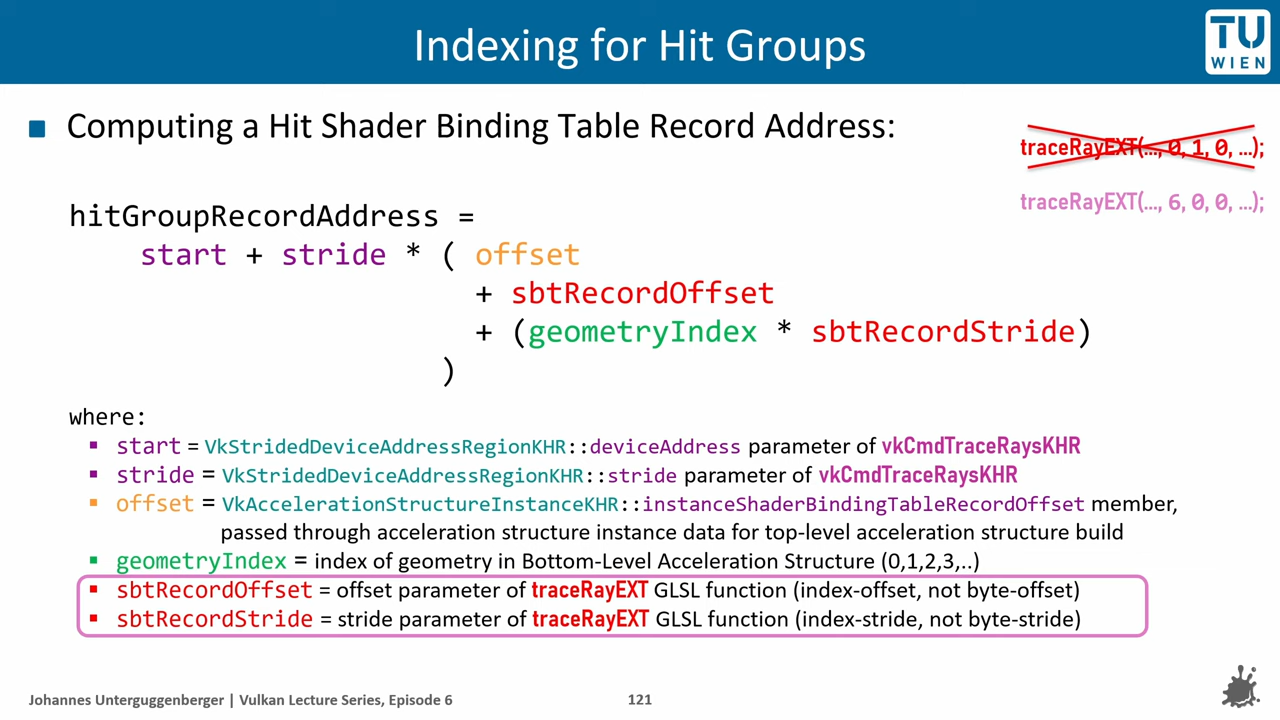 Indexing for Hit Groups
TU
WIEN
Computing a Hit Shader Binding Table Record Address:
traceRayEXT(…, 0, 1, 0, …);
traceRayEXT(…, 6, 0, 0, …);
hitGroupRecordAddress =
start + stride * ( offset
+ sbtRecordOffset
+ (geometryIndex * sbtRecordStride)
)
where:
start = VkStridedDeviceAddressRegionKHR::deviceAddress parameter of vkCmdTraceRaysKHR
stride = VkStridedDeviceAddressRegionKHR::stride parameter of vkCmdTraceRaysKHR
offset = VkAccelerationStructureInstanceKHR::instanceShaderBindingTableRecordOffset member,
passed through acceleration structure instance data for top-level acceleration structure build
geometryIndex = index of geometry in Bottom-Level Acceleration Structure (0,1,2,3,..)
sbtRecordOffset = offset parameter of traceRayEXT GLSL function (index-offset, not byte-offset)
sbtRecordStride = stride parameter of traceRayEXT GLSL function (index-stride, not byte-stride)
Johannes Unterguggenberger | Vulkan Lecture Series, Episode 6
121